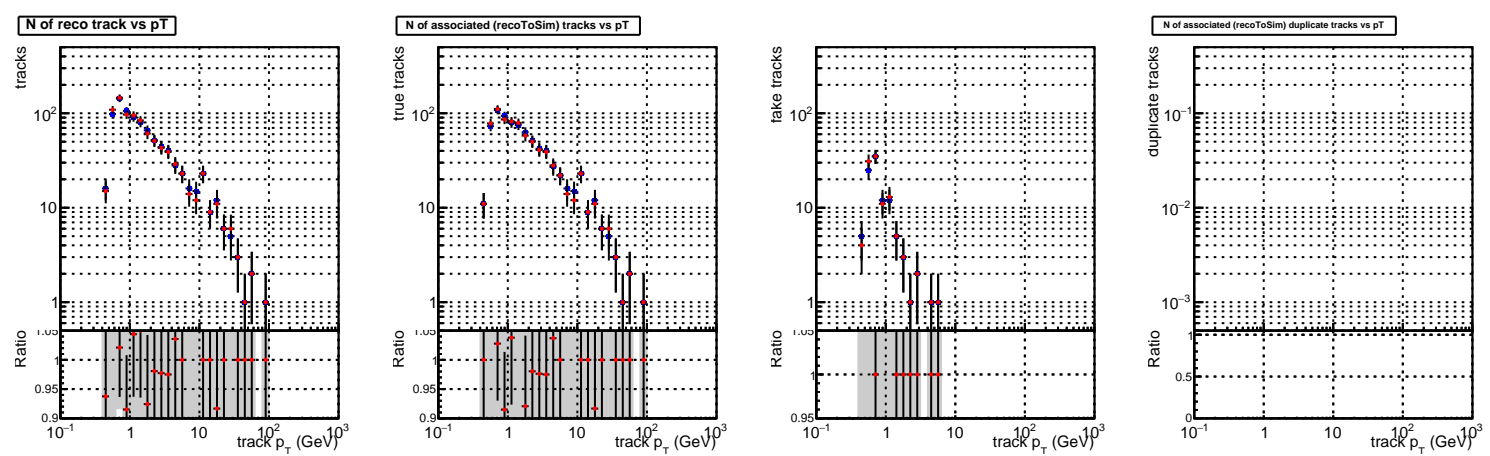 N of reco track vs pT
tracks
10²
10
1
Ratio
1.05
1
0.95
0.9
10⁻¹ 1 10 10² 10³
track p_T (GeV)
N of associated (recoToSim) tracks vs pT
true tracks
10²
10
1
Ratio
1.05
1
0.95
0.9
10⁻¹ 1 10 10² 10³
track p_T (GeV)
fake tracks
10²
10
1
Ratio
1.05
1
0.95
10⁻¹ 1 10 10² 10³
track p_T (GeV)
N of associated (recoToSim) duplicate tracks vs pT
duplicate tracks
10⁻¹
10⁻²
10⁻³
Ratio
1
0.5
0
10⁻¹ 1 10 10² 10³
track p_T (GeV)